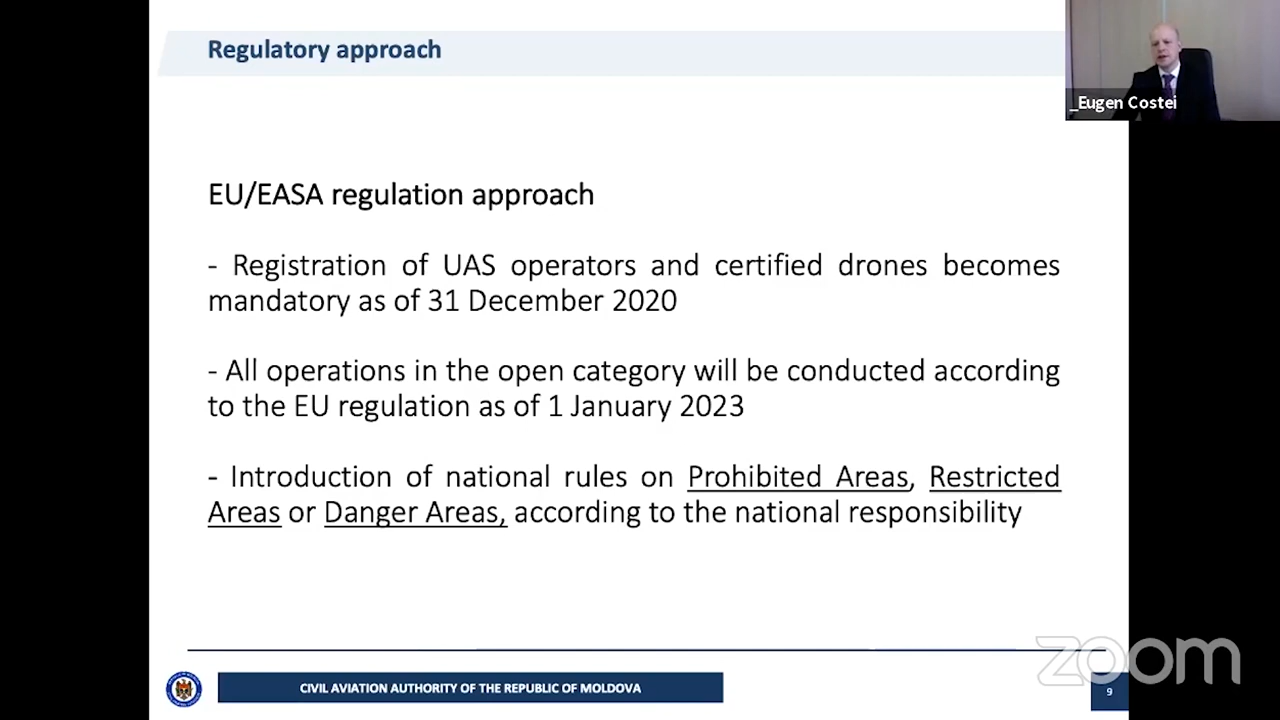 Regulatory approach
_Eugen Costei
EU/EASA regulation approach
- Registration of UAS operators and certified drones becomes
mandatory as of 31 December 2020
- All operations in the open category will be conducted according
to the EU regulation as of 1 January 2023
- Introduction of national rules on Prohibited Areas, Restricted
Areas or Danger Areas, according to the national responsibility
zoom
CIVIL AVIATION AUTHORITY OF THE REPUBLIC OF MOLDOVA
9